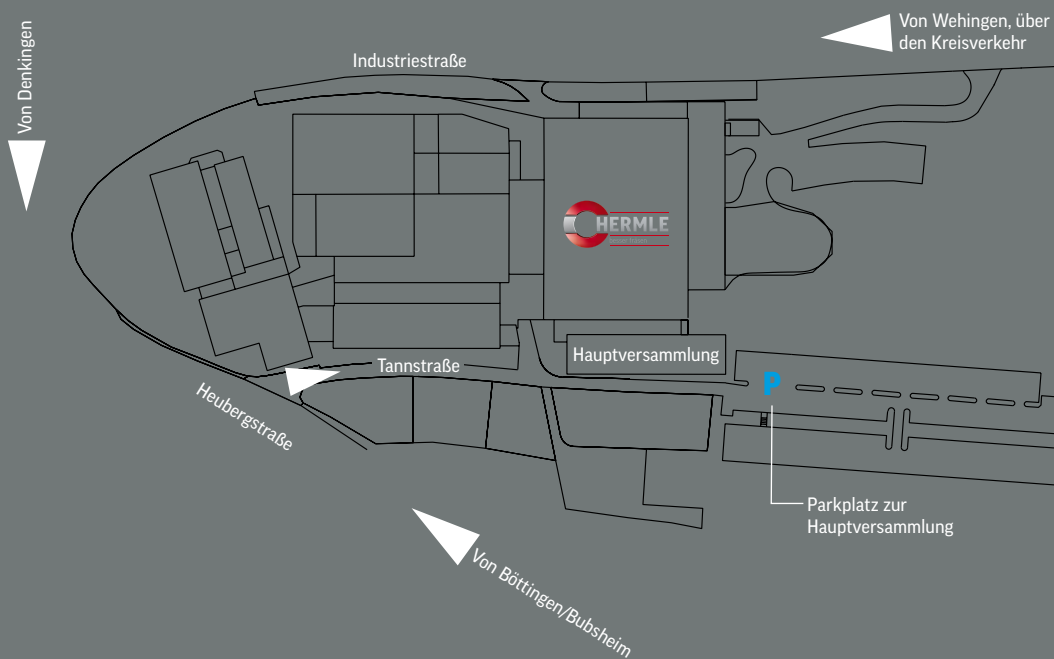 Von Wehingen, über
den Kreisverkehr
Von Denkingen
Industriestraße
HERMLE
Hauptversammlung
Tannstraße
P
Heubergstraße
Parkplatz zur
Hauptversammlung
Von Böttingen/Bubsheim